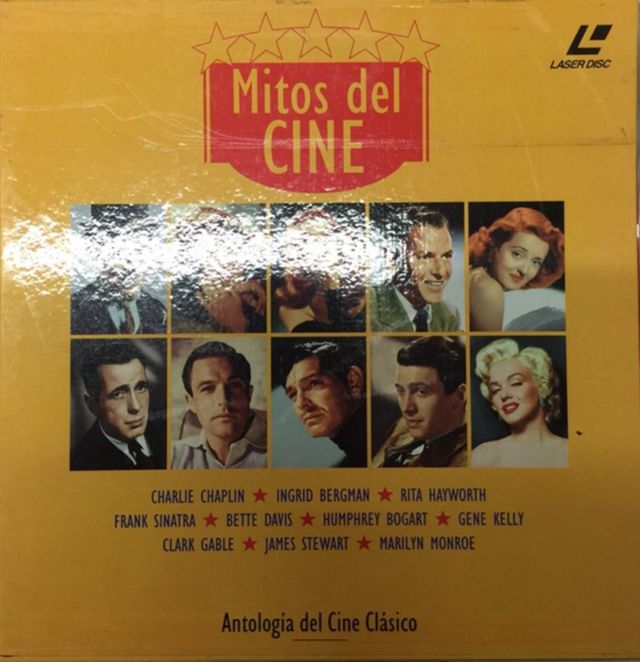 LASER DISC
Mitos del
CINE
CHARLIE CHAPLIN ★ INGRID BERGMAN ★ RITA HAYWORTH
FRANK SINATRA ★ BETTE DAVIS ★ HUMPHREY BOGART ★ GENE KELLY
CLARK GABLE ★ JAMES STEWART ★ MARILYN MONROE
Antología del Cine Clásico